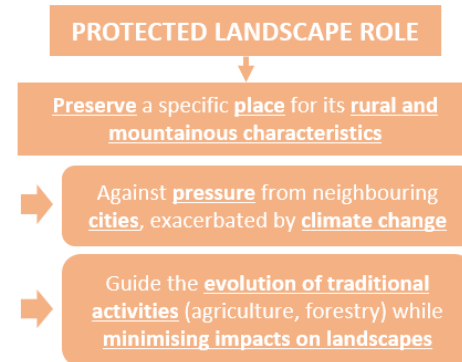 PROTECTED LANDSCAPE ROLE
Preserve a specific place for its rural and
mountainous characteristics
Against pressure from neighbouring
cities, exacerbated by climate change
Guide the evolution of traditional
activities (agriculture, forestry) while
minimising impacts on landscapes